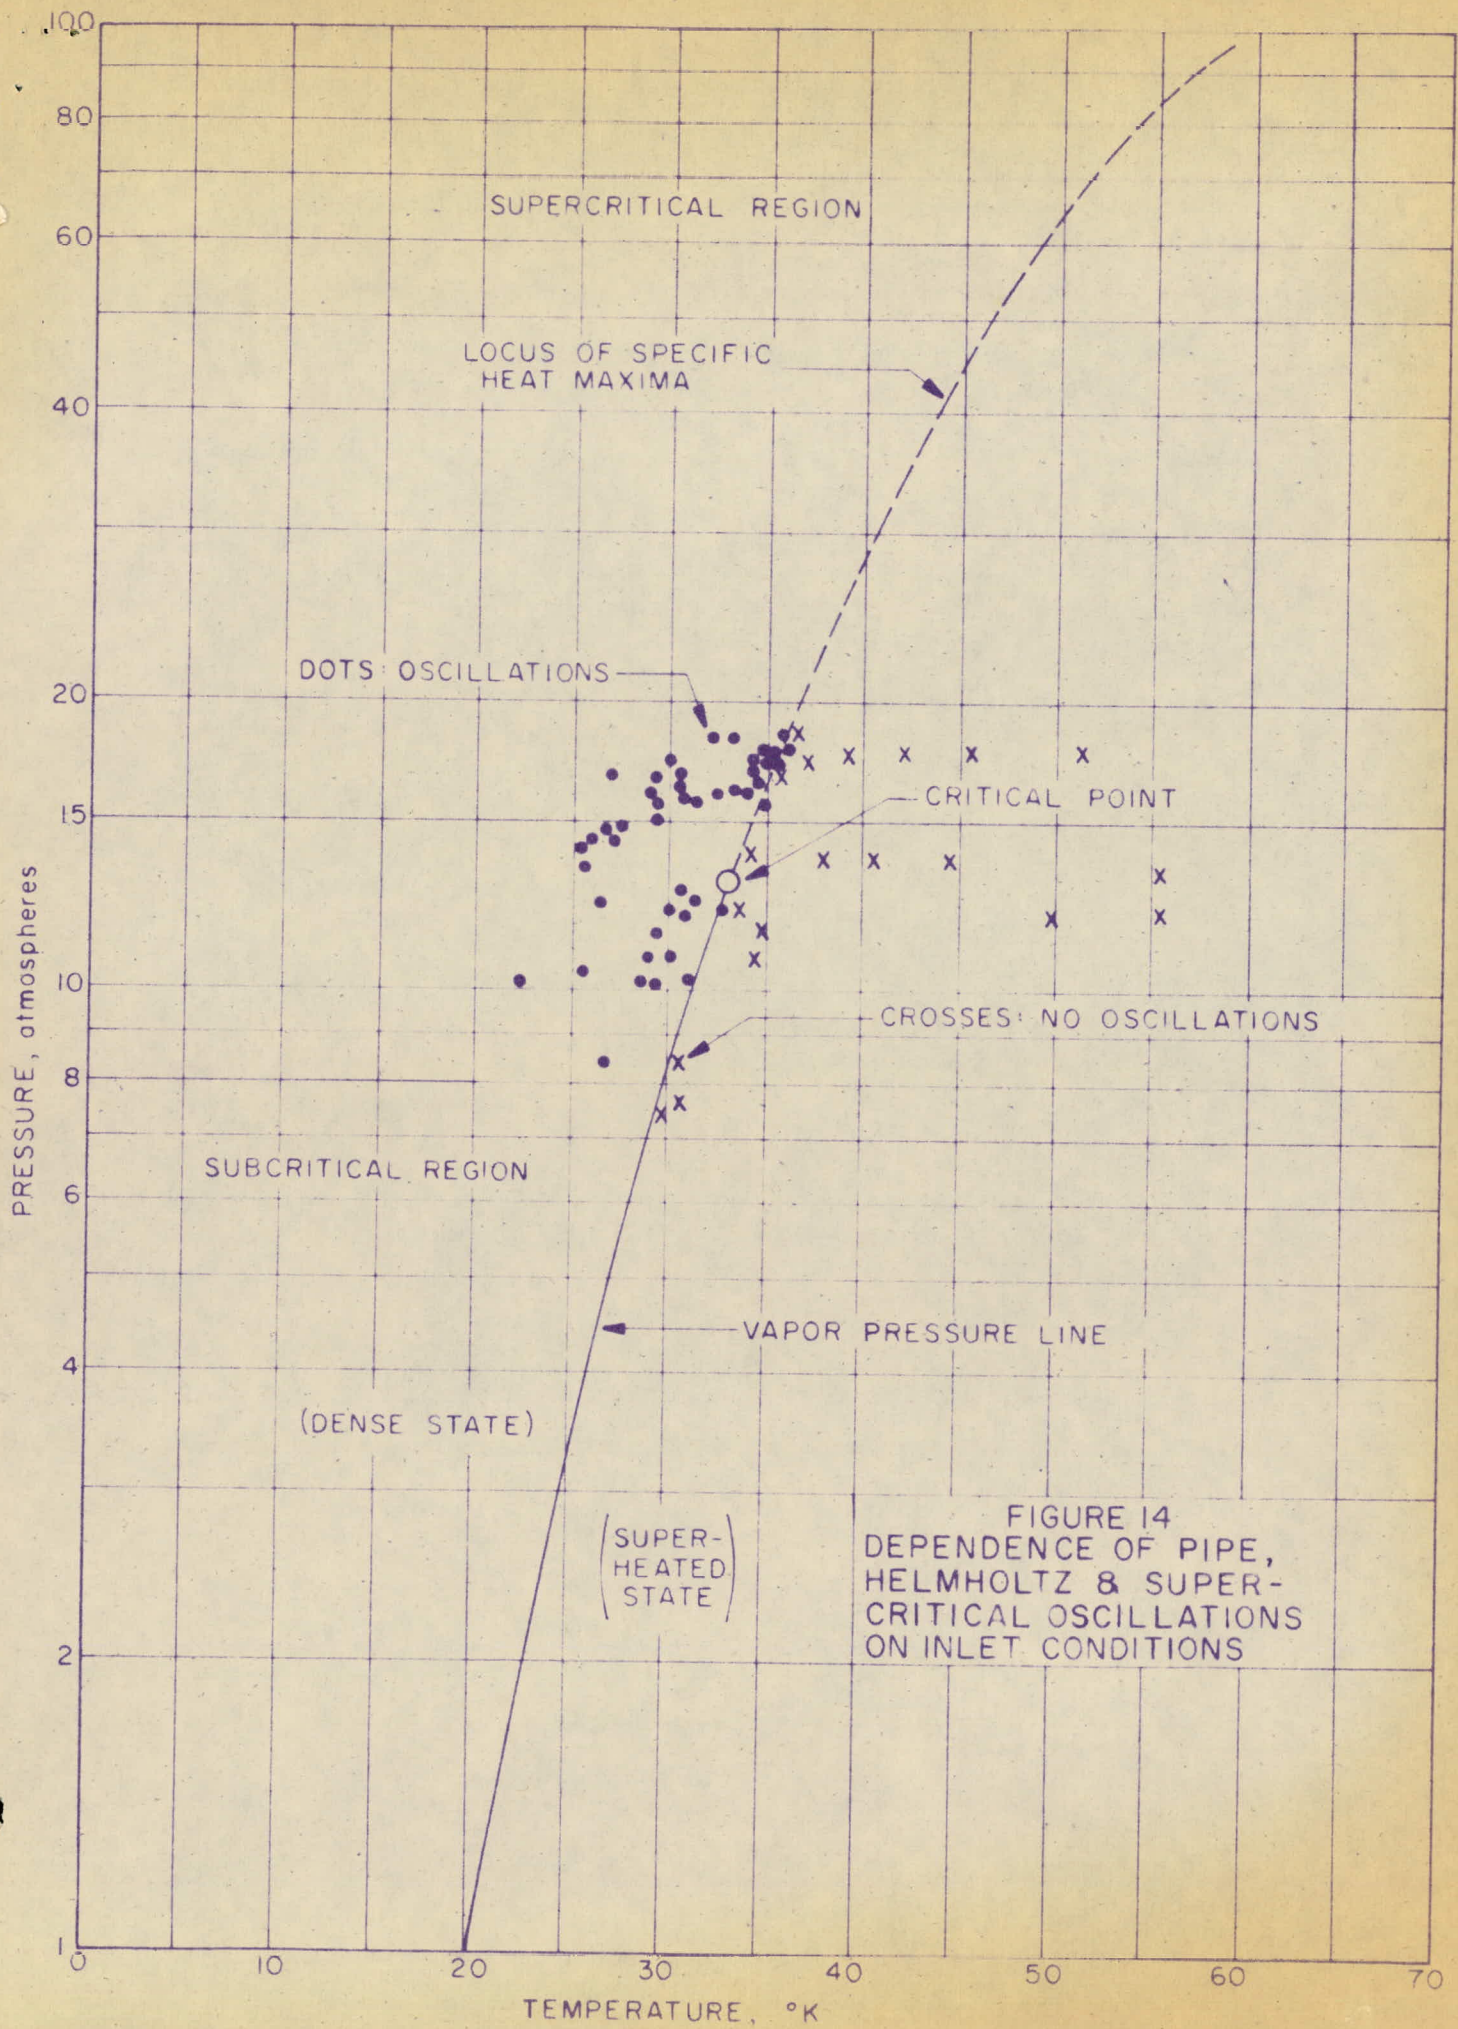 100
80
SUPERCRITICAL REGION
60
LOCUS OF SPECIFIC
HEAT MAXIMA
40
DOTS: OSCILLATIONS
20
CRITICAL POINT
15
PRESSURE, atmospheres
10
CROSSES: NO OSCILLATIONS
8
SUBCRITICAL REGION
6
VAPOR PRESSURE LINE
4
(DENSE STATE)
(SUPER-
HEATED
STATE)
FIGURE 14
DEPENDENCE OF PIPE,
HELMHOLTZ & SUPER-
CRITICAL OSCILLATIONS
ON INLET CONDITIONS
2
1
0 10 20 30 40 50 60 70
TEMPERATURE, °K